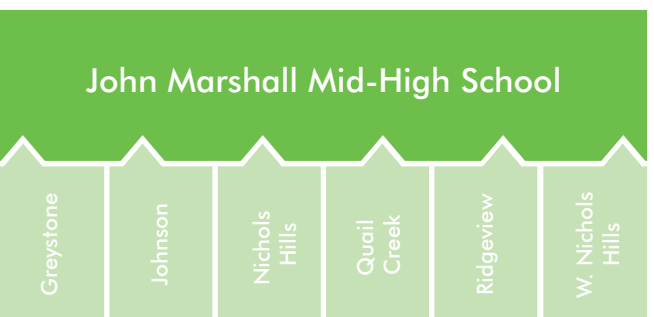 John Marshall Mid-High School
Greystone
Johnson
Nichols
Hills
Quail
Creek
Ridgeview
W. Nichols
Hills